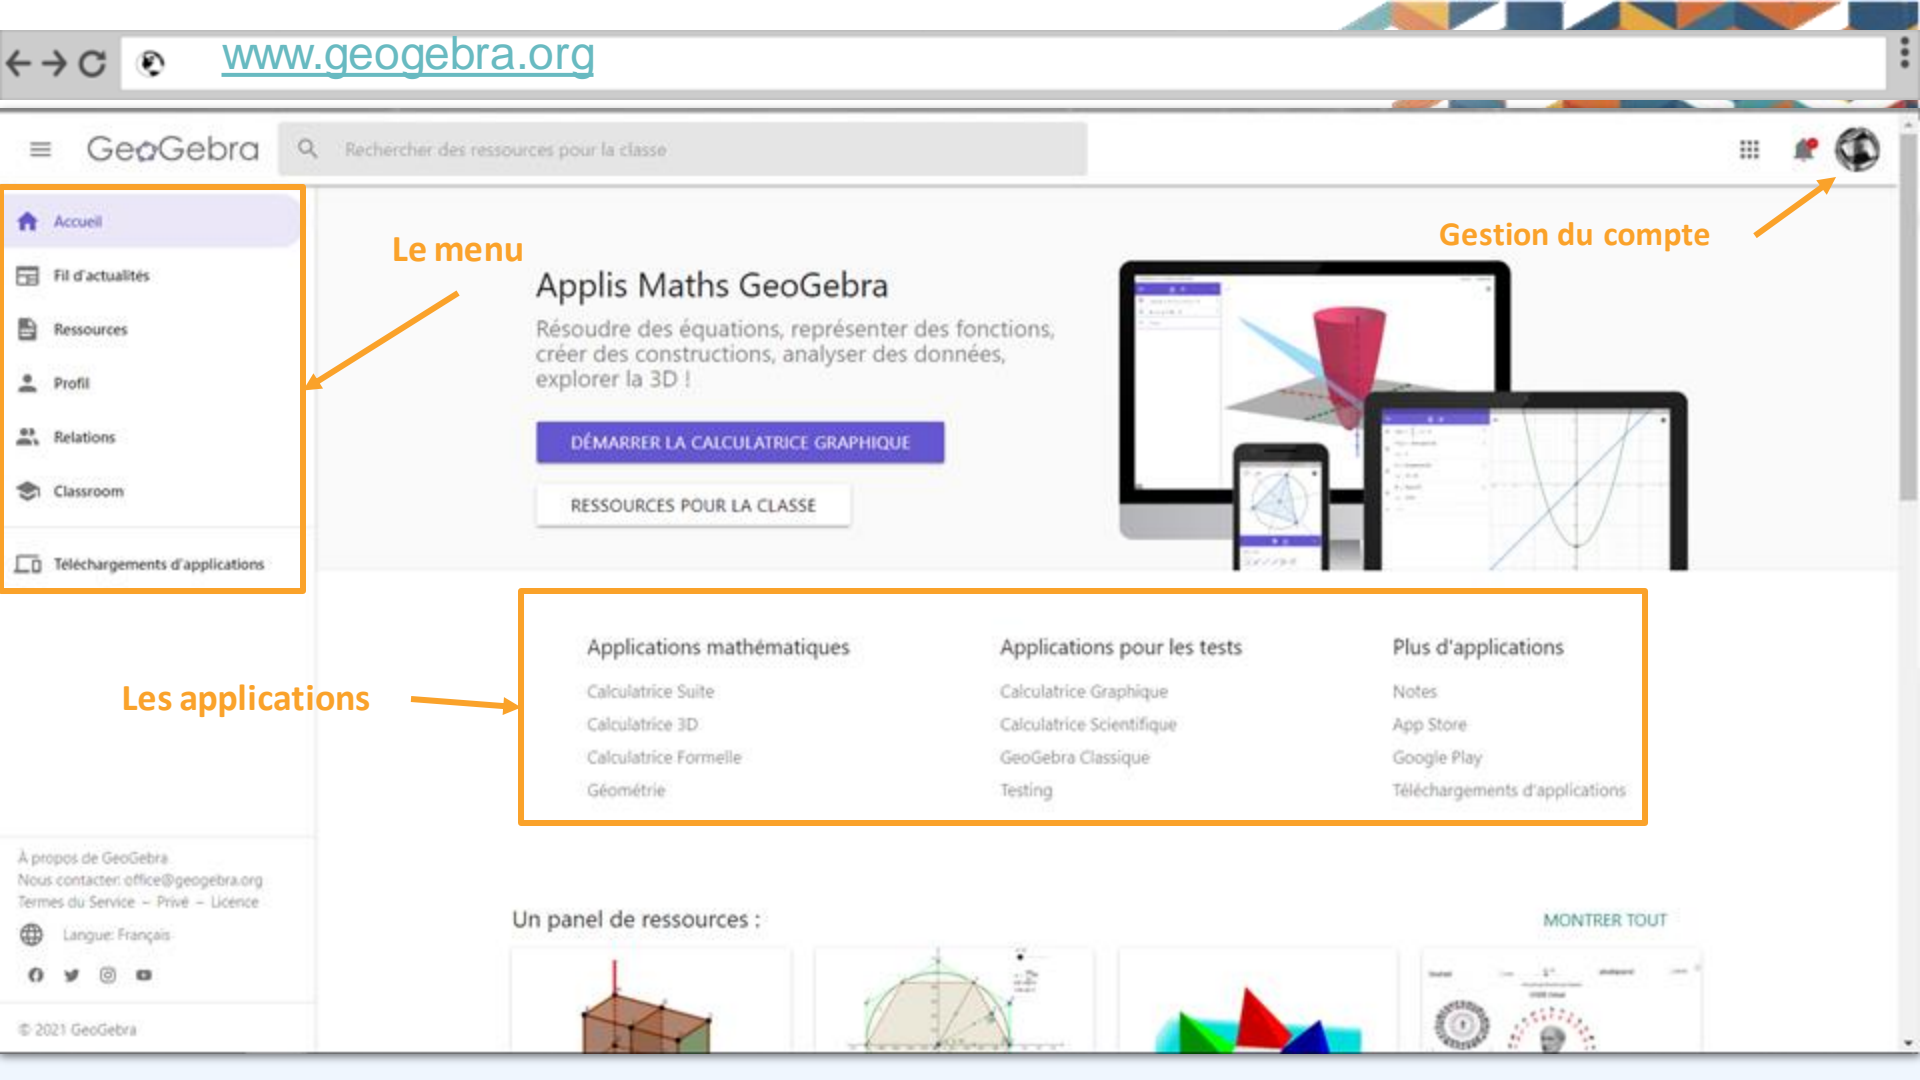 www.geogebra.org
GeoGebra
Rechercher des ressources pour la classe
Accueil
Fil d'actualités
Ressources
Profil
Relations
Classroom
Téléchargements d'applications
Le menu
Gestion du compte
Applis Maths GeoGebra
Résoudre des équations, représenter des fonctions,
créer des constructions, analyser des données,
explorer la 3D !
DÉMARRER LA CALCULATRICE GRAPHIQUE
RESSOURCES POUR LA CLASSE
Les applications
Applications mathématiques
Calculatrice Suite
Calculatrice 3D
Calculatrice Formelle
Géométrie
Applications pour les tests
Calculatrice Graphique
Calculatrice Scientifique
GeoGebra Classique
Testing
Plus d'applications
Notes
App Store
Google Play
Téléchargements d'applications
À propos de GeoGebra
Nous contacter: office@geogebra.org
Termes du Service – Privé – Licence
Langue: Français
© 2021 GeoGebra
Un panel de ressources :
MONTRER TOUT